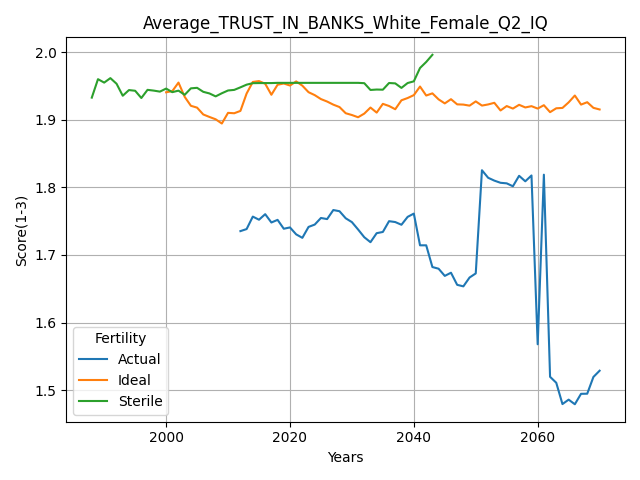 Average_TRUST_IN_BANKS_White_Female_Q2_IQ
Score(1-3)
2.0
1.9
1.8
1.7
1.6
1.5
Fertility
Actual
Ideal
Sterile
2000
2020
2040
2060
Years